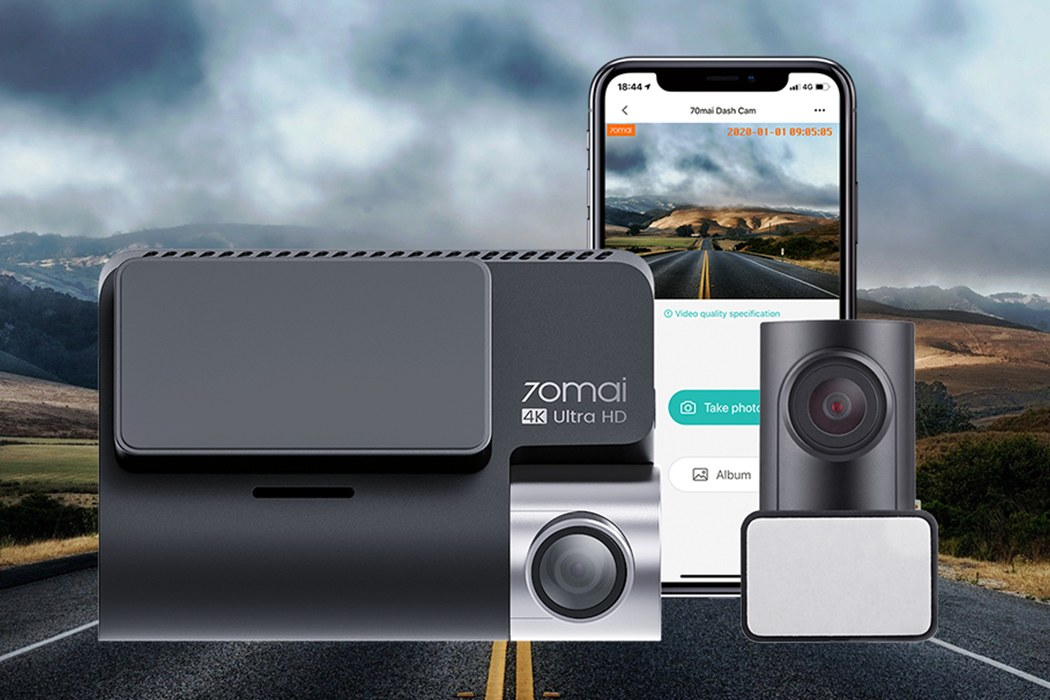 70mai
4K Ultra HD
18:44
4G
70mai Dash Cam
70mai
2020-01-01 09:05:05
Video quality specification
Take photo
Album